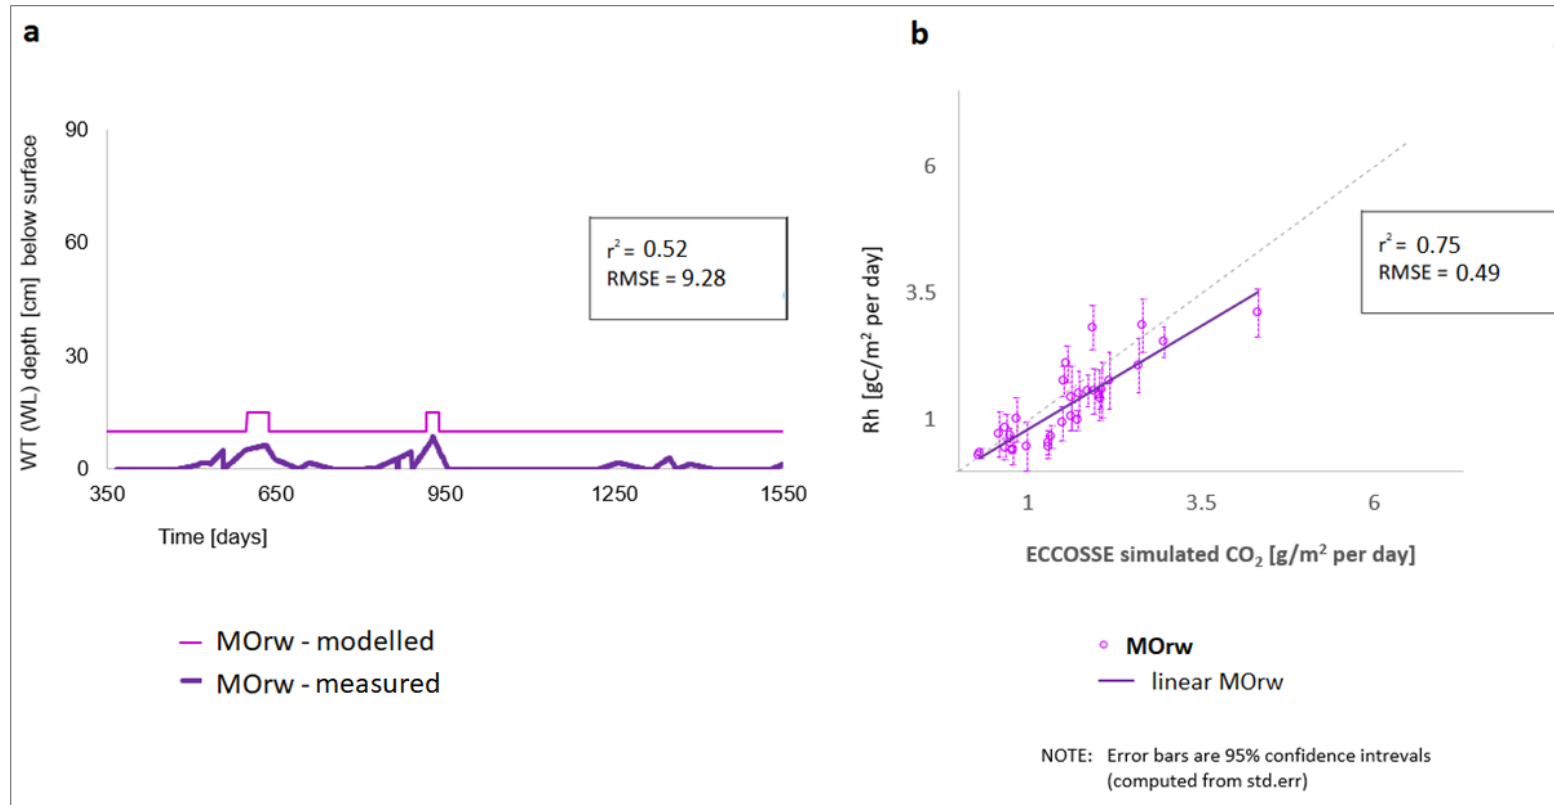 a
WT (WL) depth [cm] below surface
90
60
30
0
350
650
950
1250
1550
Time [days]
r² = 0.52
RMSE = 9.28
MOrw - modelled
MOrw - measured
b
Rh [gC/m² per day]
6
3.5
1
1
3.5
6
ECCOSSE simulated CO₂ [g/m² per day]
r² = 0.75
RMSE = 0.49
MOrw
linear MOrw
NOTE: Error bars are 95% confidence intrevals
(computed from std.err)